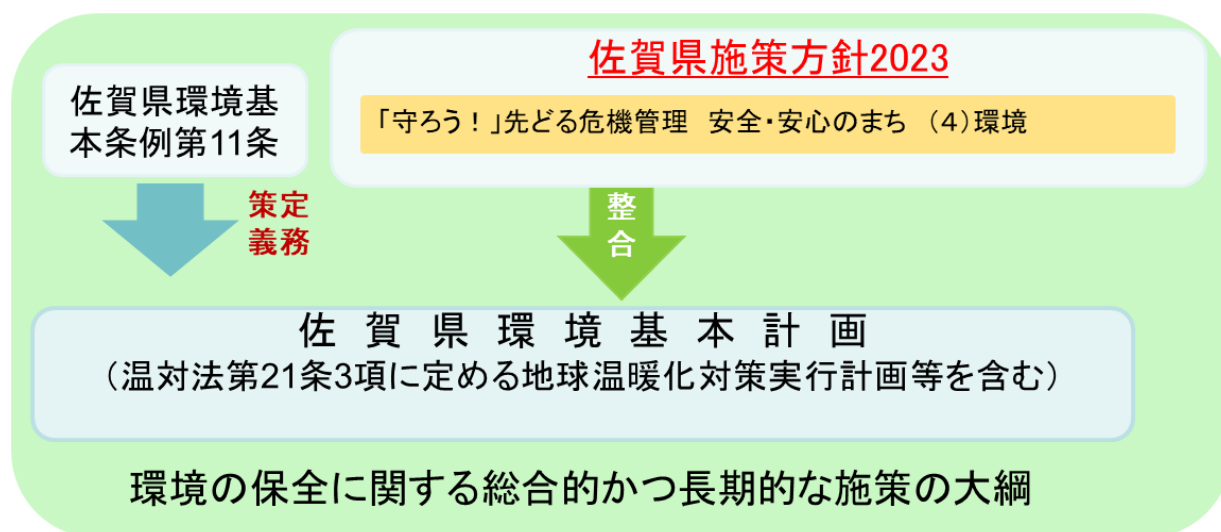 佐賀県環境基
本条例第11条
佐賀県施策方針2023
「守ろう！」先どる危機管理　安全・安心のまち　（４）環境
策定
義務
整
合
佐　賀　県　環　境　基　本　計　画
（温対法第21条3項に定める地球温暖化対策実行計画等を含む）
環境の保全に関する総合的かつ長期的な施策の大綱